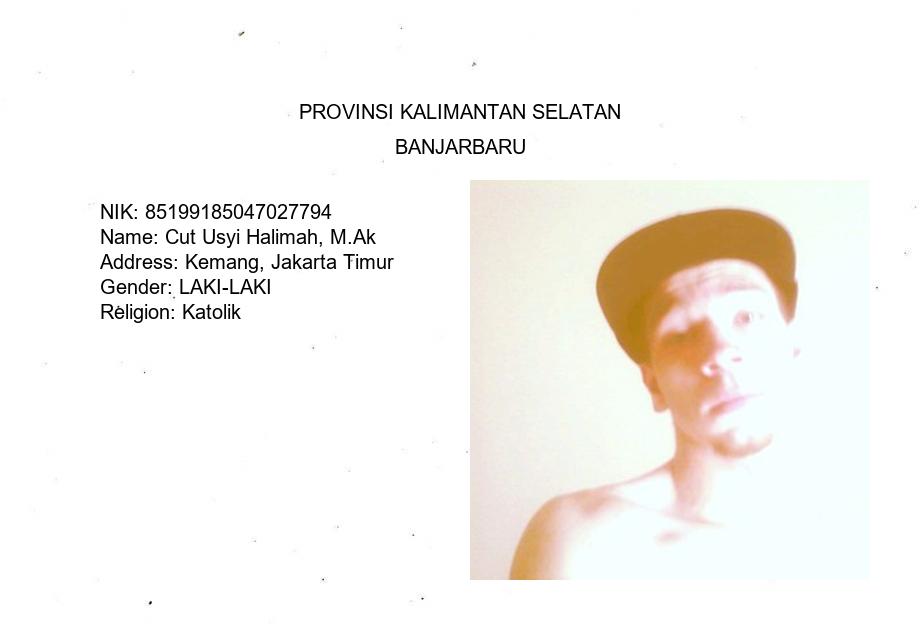 PROVINSI KALIMANTAN SELATAN
BANJARBARU
NIK: 85199185047027794
Name: Cut Usyi Halimah, M.Ak
Address: Kemang, Jakarta Timur
Gender: LAKI-LAKI
Religion: Katolik